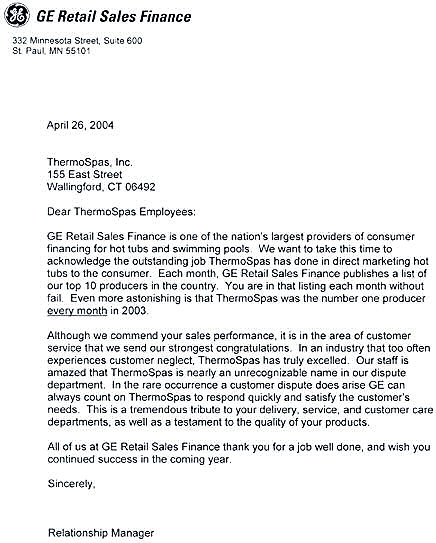 GE Retail Sales Finance
332 Minnesota Street, Suite 600
St. Paul, MN 55101
April 26, 2004
ThermoSpas, Inc.
155 East Street
Wallingford, CT 06492
Dear ThermoSpas Employees:
GE Retail Sales Finance is one of the nation's largest providers of consumer
financing for hot tubs and swimming pools. We want to take this time to
acknowledge the outstanding job ThermoSpas has done in direct marketing hot
tubs to the consumer. Each month, GE Retail Sales Finance publishes a list of
our top 10 producers in the country. You are in that listing each month without
fail. Even more astonishing is that ThermoSpas was the number one producer
every month in 2003.
Although we commend your sales performance, it is in the area of customer
service that we send our strongest congratulations. In an industry that too often
experiences customer neglect, ThermoSpas has truly excelled. Our staff is
amazed that ThermoSpas is nearly an unrecognizable name in our dispute
department. In the rare occurrence a customer dispute does arise GE can
always count on ThermoSpas to respond quickly and satisfy the customer's
needs. This is a tremendous tribute to your delivery, service, and customer care
departments, as well as a testament to the quality of your products.
All of us at GE Retail Sales Finance thank you for a job well done, and wish you
continued success in the coming year.
Sincerely,
Relationship Manager